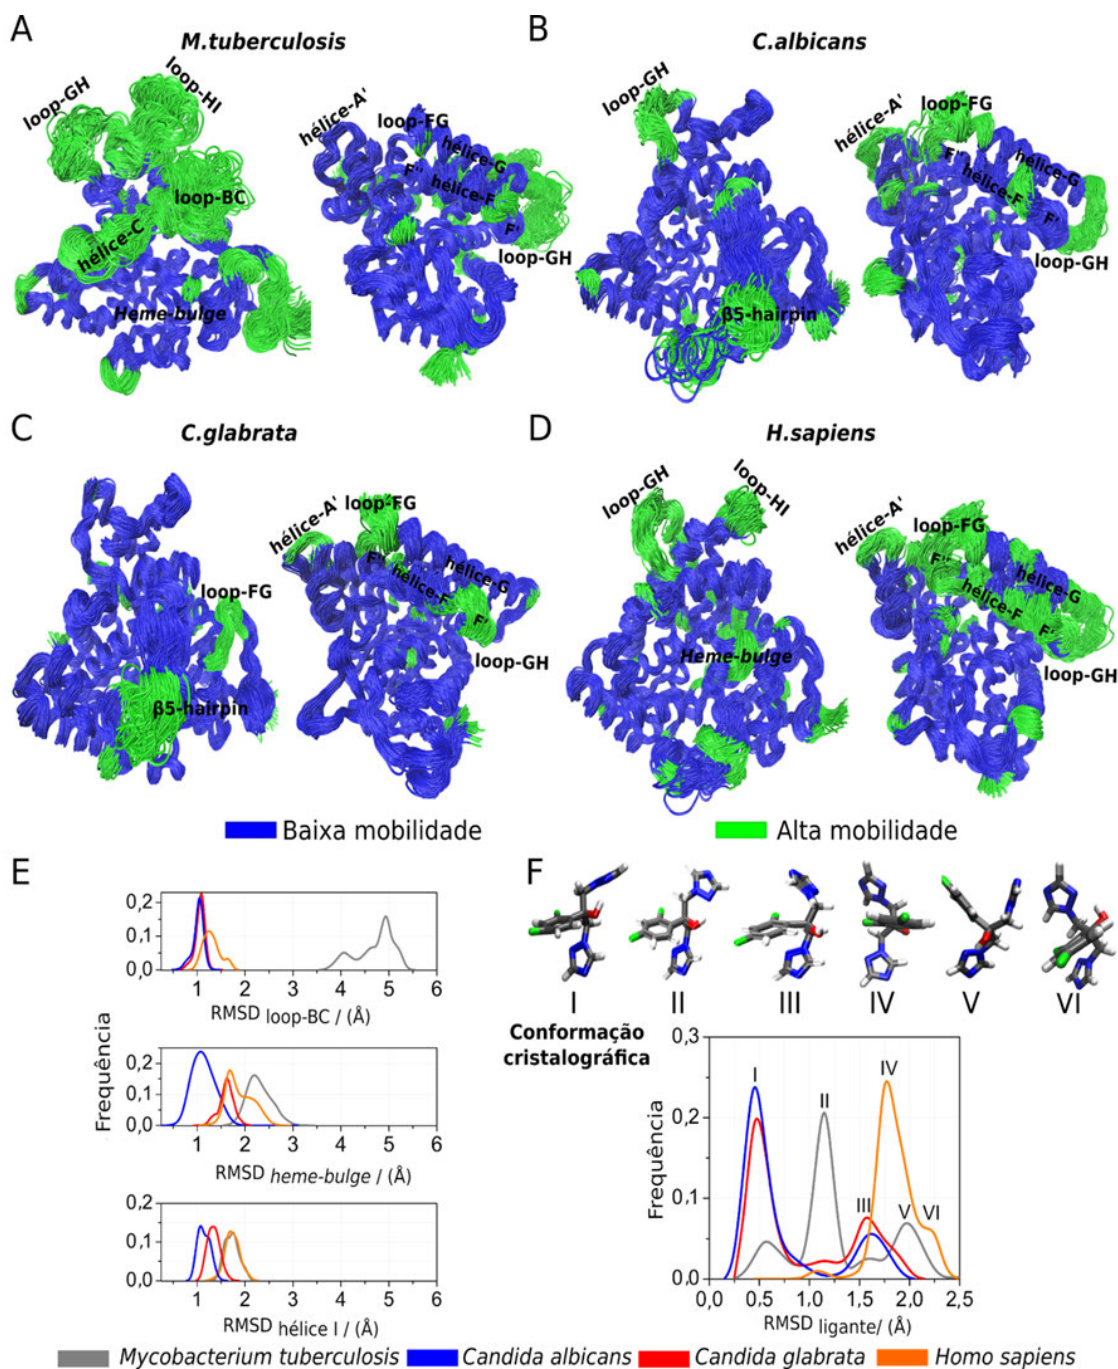 A
M.tuberculosis
loop-GH
loop-HI
loop-BC
hélice-C
Heme-bulge
hélice-A'
loop-FG
hélice-G
F''
hélice-F
F'
loop-GH
B
C.albicans
loop-GH
β5-hairpin
hélice-A'
loop-FG
F''
hélice-G
hélice-F
F'
loop-GH
C
C.glabrata
loop-FG
β5-hairpin
hélice-A'
loop-FG
F''
hélice-G
hélice-F
F'
loop-GH
D
H.sapiens
loop-GH
loop-HI
Heme-bulge
hélice-A'
loop-FG
F''
hélice-G
hélice-F
F'
loop-GH
Baixa mobilidade
Alta mobilidade
E
Frequência
0,2
0,1
0,0
1 2 3 4 5 6
RMSD loop-BC / (Å)
0,2
0,1
0,0
1 2 3 4 5 6
RMSD heme-bulge / (Å)
0,2
0,1
0,0
1 2 3 4 5 6
RMSD hélice I / (Å)
F
I II III IV V VI
Conformação
cristalográfica
Frequência
0,3
0,2
0,1
0,0
I
II
III
IV
V
VI
0,0 0,5 1,0 1,5 2,0 2,5
RMSD ligante/ (Å)
Mycobacterium tuberculosis Candida albicans Candida glabrata Homo sapiens